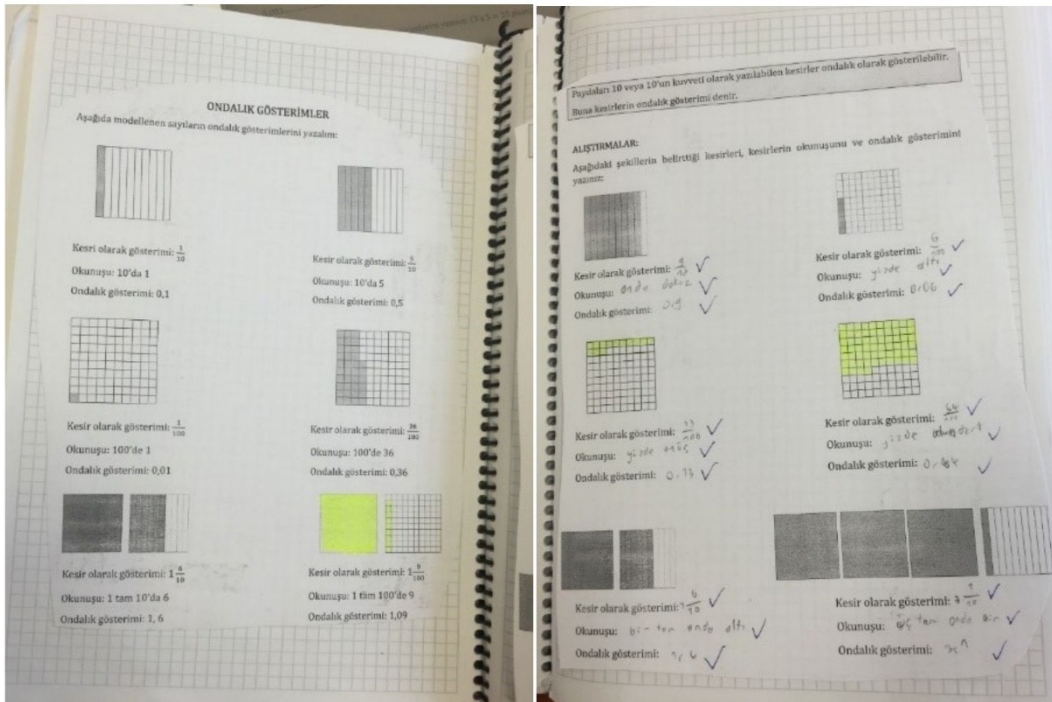 ONDALIK GÖSTERİMLER
Aşağıda modellenen sayıların ondalık gösterimlerini yazalım:
Kesri olarak gösterimi: 1/10
Okunuşu: 10'da 1
Ondalık gösterimi: 0,1
Kesir olarak gösterimi: 5/10
Okunuşu: 10'da 5
Ondalık gösterimi: 0,5
Kesir olarak gösterimi: 1/100
Okunuşu: 100'de 1
Ondalık gösterimi: 0,01
Kesir olarak gösterimi: 36/100
Okunuşu: 100'de 36
Ondalık gösterimi: 0,36
Kesir olarak gösterimi: 1 6/10
Okunuşu: 1 tam 10'da 6
Ondalık gösterimi: 1, 6
Kesir olarak gösterimi: 1 9/100
Okunuşu: 1 tam 100'de 9
Ondalık gösterimi: 1,09
Paydaları 10 veya 10'un kuvveti olarak yazılabilen kesirler ondalık olarak gösterilebilir.
Buna kesirlerin ondalık gösterimi denir.
ALIŞTIRMALAR:
Aşağıdaki şekillerin belirttiği kesirleri, kesirlerin okunuşunu ve ondalık gösterimini
yazınız:
Kesir olarak gösterimi: 9/10
Okunuşu: onda
Ondalık gösterimi: 0,9
Kesir olarak gösterimi: 6/100
Okunuşu: yüzde altı
Ondalık gösterimi: 0,06
Kesir olarak gösterimi: 13/100
Okunuşu: yüzde onüç
Ondalık gösterimi: 0,13
Kesir olarak gösterimi: 64/100
Okunuşu: yüzde
Ondalık gösterimi:
Kesir olarak gösterimi: 1 6/10
Okunuşu: bir tam onda altı
Ondalık gösterimi: 1,6
Kesir olarak gösterimi: 3 1/10
Okunuşu: üç tam onda bir
Ondalık gösterimi: